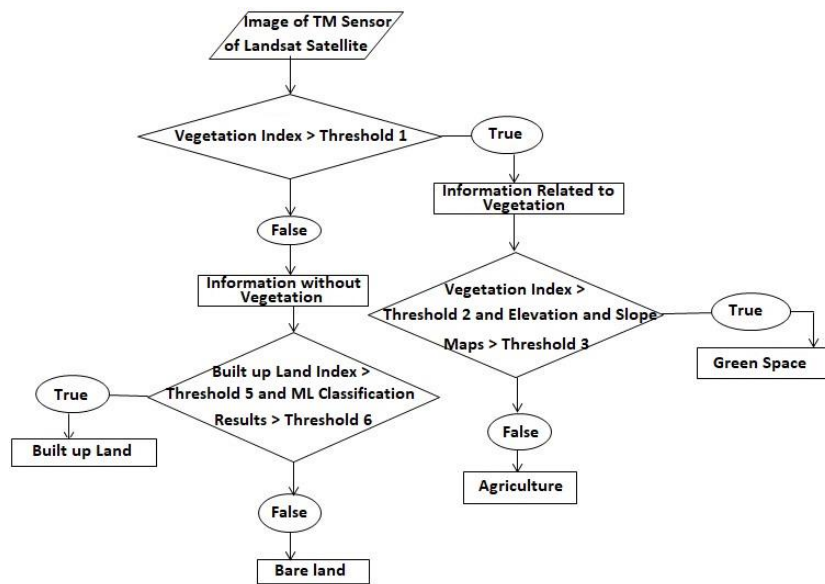 Image of TM Sensor
of Landsat Satellite
Vegetation Index > Threshold 1
True
Information Related to
Vegetation
False
Information without
Vegetation
Vegetation Index >
Threshold 2 and Elevation and Slope
Maps > Threshold 3
True
Green Space
Built up Land Index >
Threshold 5 and ML Classification
Results > Threshold 6
True
Built up Land
False
Agriculture
False
Bare land